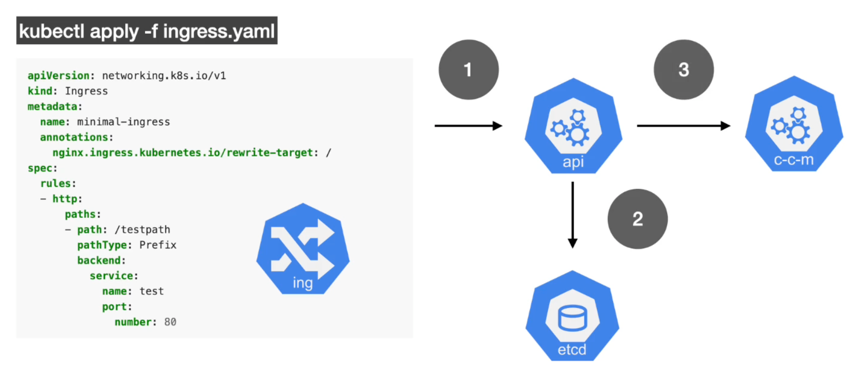 kubectl apply -f ingress.yaml
apiVersion: networking.k8s.io/v1
kind: Ingress
metadata:
  name: minimal-ingress
  annotations:
    nginx.ingress.kubernetes.io/rewrite-target: /
spec:
  rules:
  - http:
      paths:
      - path: /testpath
        pathType: Prefix
        backend:
          service:
            name: test
            port:
              number: 80
ing
1
api
3
c-c-m
2
etcd